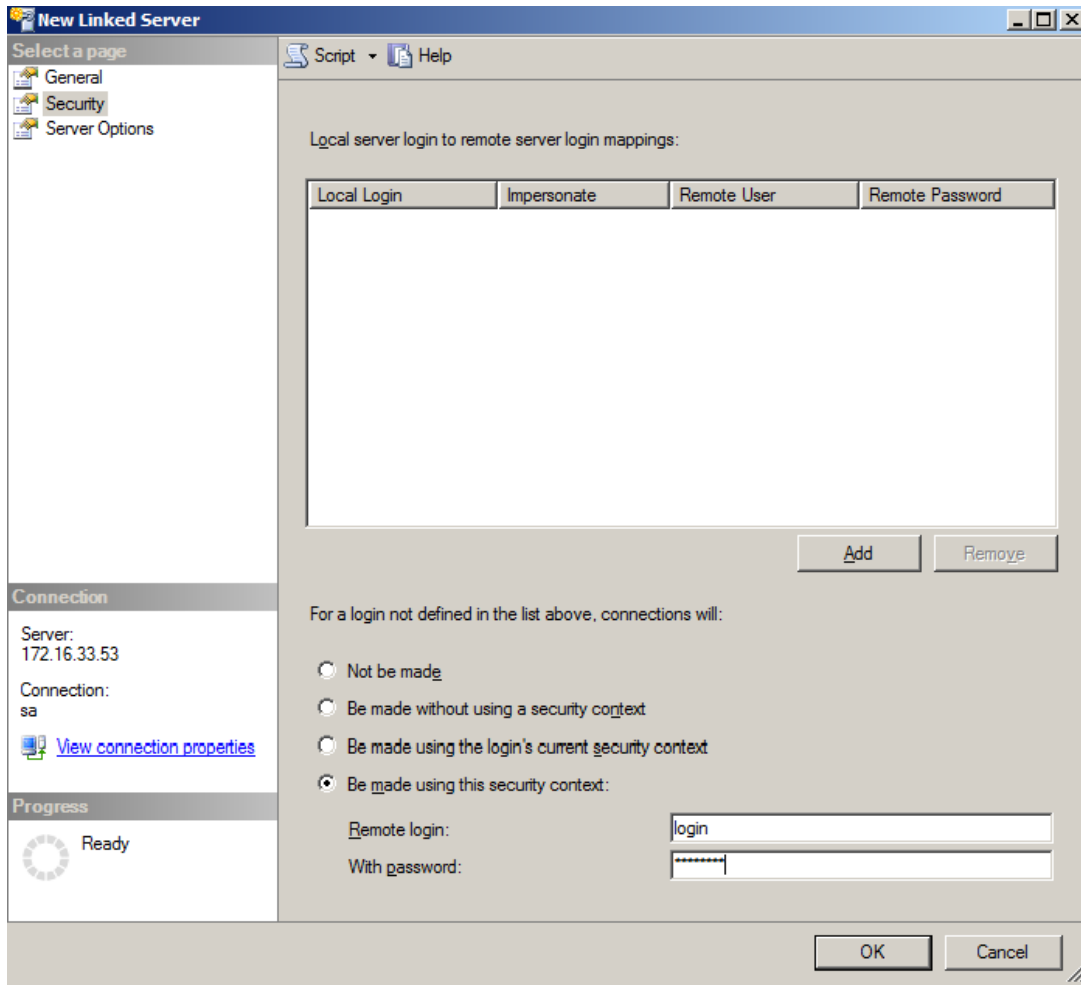 New Linked Server
Select a page
General
Security
Server Options
Script Help
Local server login to remote server login mappings:
Local Login Impersonate Remote User Remote Password
Add Remove
Connection
Server:
172.16.33.53
Connection:
sa
View connection properties
Progress
Ready
For a login not defined in the list above, connections will:
Not be made
Be made without using a security context
Be made using the login's current security context
Be made using this security context:
Remote login: login
With password: ********
OK Cancel